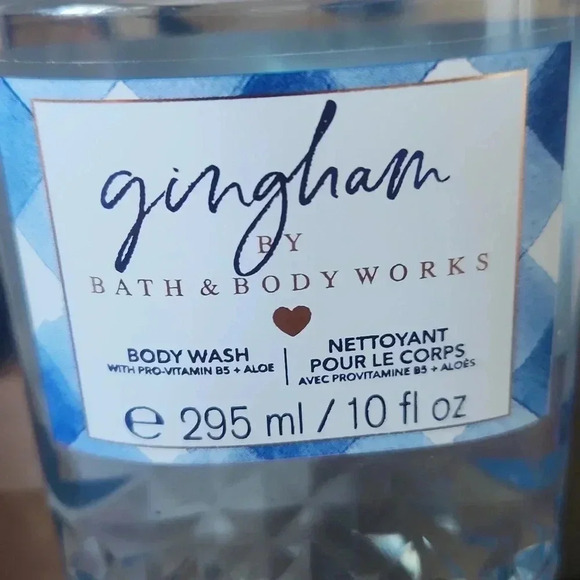 gingham
BY
BATH & BODY WORKS
BODY WASH
WITH PRO-VITAMIN B5 + ALOE
NETTOYANT
POUR LE CORPS
AVEC PROVITAMINE B5 + ALOÈS
℮ 295 ml / 10 fl oz